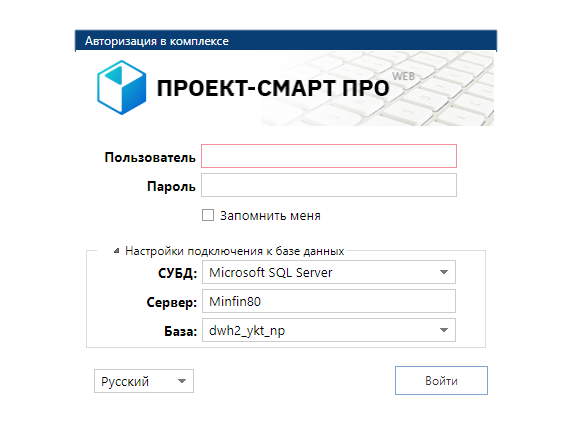 Авторизация в комплексе
ПРОЕКТ-СМАРТ ПРО WEB
Пользователь
Пароль
Запомнить меня
Настройки подключения к базе данных
СУБД: Microsoft SQL Server
Сервер: Minfin80
База: dwh2_ykt_np
Русский Войти